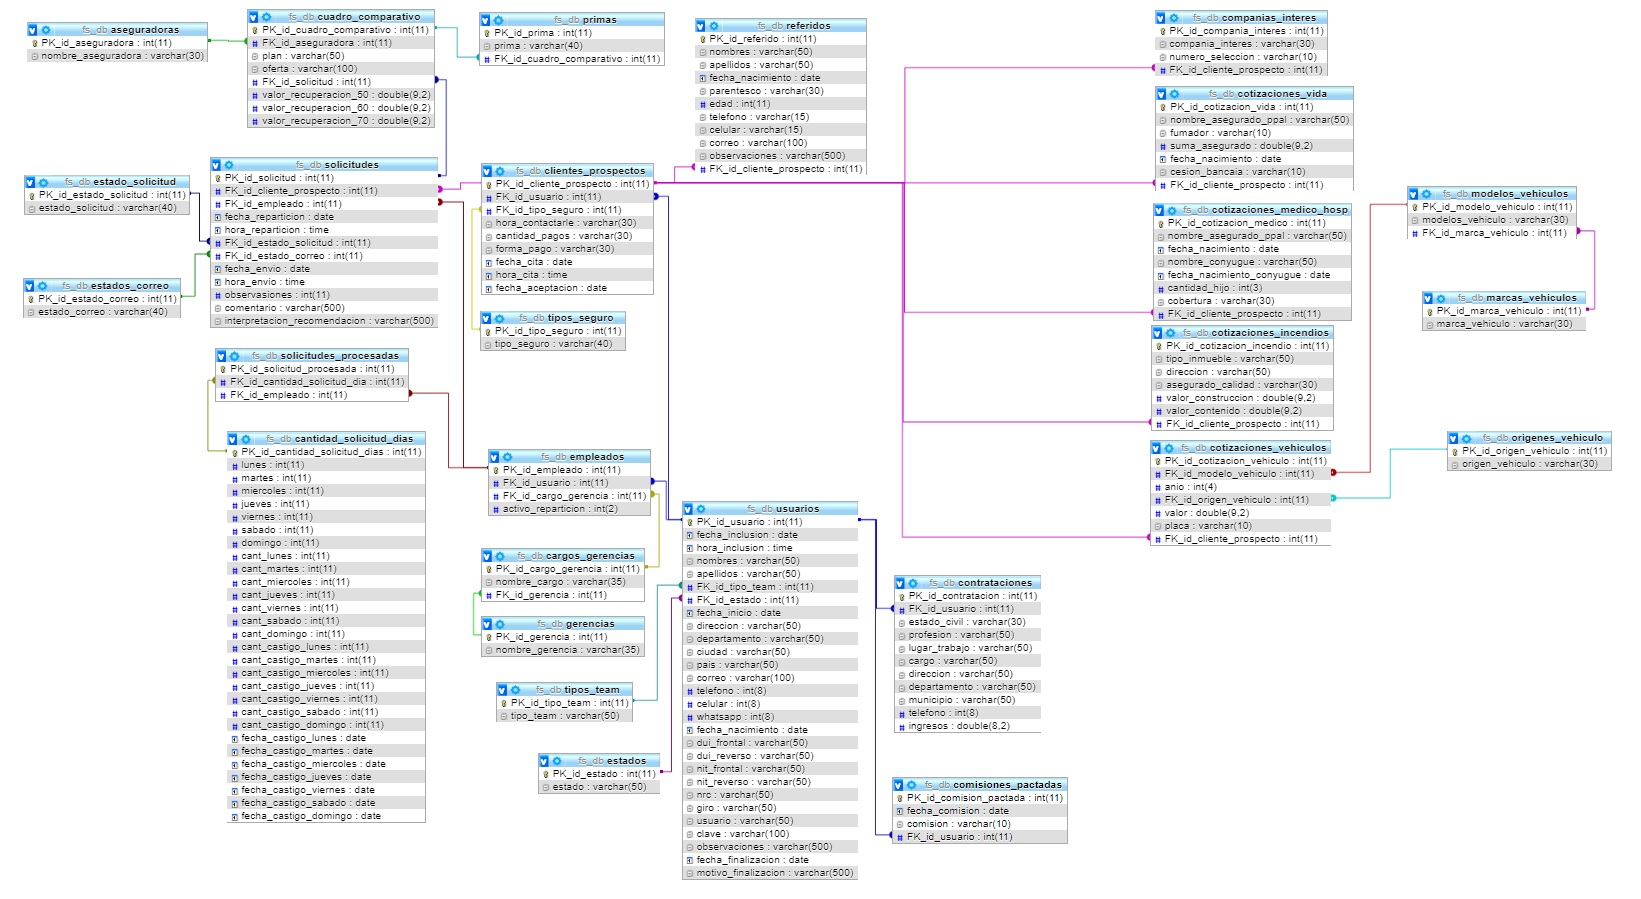 fs_db aseguradoras
PK_id_aseguradora : int(11)
nombre_aseguradora : varchar(30)
fs_db cuadro_comparativo
PK_id_cuadro_comparativo : int(11)
FK_id_aseguradora : int(11)
plan : varchar(50)
oferta : varchar(100)
FK_id_solicitud : int(11)
valor_recuperacion_50 : double(9,2)
valor_recuperacion_60 : double(9,2)
valor_recuperacion_70 : double(9,2)
fs_db primas
PK_id_prima : int(11)
prima : varchar(40)
FK_id_cuadro_comparativo : int(11)
fs_db referidos
PK_id_referido : int(11)
nombres : varchar(50)
apellidos : varchar(50)
fecha_nacimiento : date
parentesco : varchar(30)
edad : int(11)
telefono : varchar(15)
celular : varchar(15)
correo : varchar(100)
observaciones : varchar(500)
FK_id_cliente_prospecto : int(11)
fs_db companias_interes
PK_id_compania_interes : int(11)
compania_interes : varchar(30)
numero_seleccion : varchar(10)
FK_id_cliente_prospecto : int(11)
fs_db cotizaciones_vida
PK_id_cotizacion_vida : int(11)
nombre_asegurado_ppal : varchar(50)
fumador : varchar(10)
suma_asegurado : double(9,2)
fecha_nacimiento : date
cesion_bancaia : varchar(10)
FK_id_cliente_prospecto : int(11)
fs_db estado_solicitud
PK_id_estado_solicitud : int(11)
estado_solicitud : varchar(40)
fs_db solicitudes
PK_id_solicitud : int(11)
FK_id_cliente_prospecto : int(11)
FK_id_empleado : int(11)
fecha_reparticion : date
hora_reparticion : time
FK_id_estado_solicitud : int(11)
FK_id_estado_correo : int(11)
fecha_envio : date
hora_envio : time
observasiones : int(11)
comentario : varchar(500)
interpretacion_recomendacion : varchar(500)
fs_db clientes_prospectos
PK_id_cliente_prospecto : int(11)
FK_id_usuario : int(11)
FK_id_tipo_seguro : int(11)
hora_contactarle : varchar(30)
cantidad_pagos : varchar(30)
forma_pago : varchar(30)
fecha_cita : date
hora_cita : time
fecha_aceptacion : date
fs_db cotizaciones_medico_hosp
PK_id_cotizacion_medico : int(11)
nombre_asegurado_ppal : varchar(50)
fecha_nacimiento : date
nombre_conyugue : varchar(50)
fecha_nacimiento_conyugue : date
cantidad_hijo : int(3)
cobertura : varchar(30)
FK_id_cliente_prospecto : int(11)
fs_db modelos_vehiculos
PK_id_modelo_vehiculo : int(11)
modelos_vehiculo : varchar(30)
FK_id_marca_vehiculo : int(11)
fs_db estados_correo
PK_id_estado_correo : int(11)
estado_correo : varchar(40)
fs_db tipos_seguro
PK_id_tipo_seguro : int(11)
tipo_seguro : varchar(40)
fs_db marcas_vehiculos
PK_id_marca_vehiculo : int(11)
marca_vehiculo : varchar(30)
fs_db cotizaciones_incendios
PK_id_cotizacion_incendio : int(11)
tipo_inmueble : varchar(50)
direccion : varchar(50)
asegurado_calidad : varchar(30)
valor_construccion : double(9,2)
valor_contenido : double(9,2)
FK_id_cliente_prospecto : int(11)
fs_db solicitudes_procesadas
PK_id_solicitud_procesada : int(11)
FK_id_cantidad_solicitud_dia : int(11)
FK_id_empleado : int(11)
fs_db cantidad_solicitud_dias
PK_id_cantidad_solicitud_dias : int(11)
lunes : int(11)
martes : int(11)
miercoles : int(11)
jueves : int(11)
viernes : int(11)
sabado : int(11)
domingo : int(11)
cant_lunes : int(11)
cant_martes : int(11)
cant_miercoles : int(11)
cant_jueves : int(11)
cant_viernes : int(11)
cant_sabado : int(11)
cant_domingo : int(11)
cant_castigo_lunes : int(11)
cant_castigo_martes : int(11)
cant_castigo_miercoles : int(11)
cant_castigo_jueves : int(11)
cant_castigo_viernes : int(11)
cant_castigo_sabado : int(11)
cant_castigo_domingo : int(11)
fecha_castigo_lunes : date
fecha_castigo_martes : date
fecha_castigo_miercoles : date
fecha_castigo_jueves : date
fecha_castigo_viernes : date
fecha_castigo_sabado : date
fecha_castigo_domingo : date
fs_db empleados
PK_id_empleado : int(11)
FK_id_usuario : int(11)
FK_id_cargo_gerencia : int(11)
activo_reparticion : int(2)
fs_db cotizaciones_vehiculos
PK_id_cotizacion_vehiculo : int(11)
FK_id_modelo_vehiculo : int(11)
anio : int(4)
FK_id_origen_vehiculo : int(11)
valor : double(9,2)
placa : varchar(10)
FK_id_cliente_prospecto : int(11)
fs_db origenes_vehiculo
PK_id_origen_vehiculo : int(11)
origen_vehiculo : varchar(30)
fs_db cargos_gerencias
PK_id_cargo_gerencia : int(11)
nombre_cargo : varchar(35)
FK_id_gerencia : int(11)
fs_db gerencias
PK_id_gerencia : int(11)
nombre_gerencia : varchar(35)
fs_db tipos_team
PK_id_tipo_team : int(11)
tipo_team : varchar(50)
fs_db estados
PK_id_estado : int(11)
estado : varchar(50)
fs_db usuarios
PK_id_usuario : int(11)
fecha_inclusion : date
hora_inclusion : time
nombres : varchar(50)
apellidos : varchar(50)
FK_id_tipo_team : int(11)
FK_id_estado : int(11)
fecha_inicio : date
direccion : varchar(50)
departamento : varchar(50)
ciudad : varchar(50)
pais : varchar(50)
correo : varchar(100)
telefono : int(8)
celular : int(8)
whatsapp : int(8)
fecha_nacimiento : date
dui_frontal : varchar(50)
dui_reverso : varchar(50)
nit_frontal : varchar(50)
nit_reverso : varchar(50)
nrc : varchar(50)
giro : varchar(50)
usuario : varchar(50)
clave : varchar(100)
observaciones : varchar(500)
fecha_finalizacion : date
motivo_finalizacion : varchar(500)
fs_db contrataciones
PK_id_contratacion : int(11)
FK_id_usuario : int(11)
estado_civil : varchar(30)
profesion : varchar(50)
lugar_trabajo : varchar(50)
cargo : varchar(50)
direccion : varchar(50)
departamento : varchar(50)
municipio : varchar(50)
telefono : int(8)
ingresos : double(8,2)
fs_db comisiones_pactadas
PK_id_comision_pactada : int(11)
fecha_comision : date
comision : varchar(10)
FK_id_usuario : int(11)